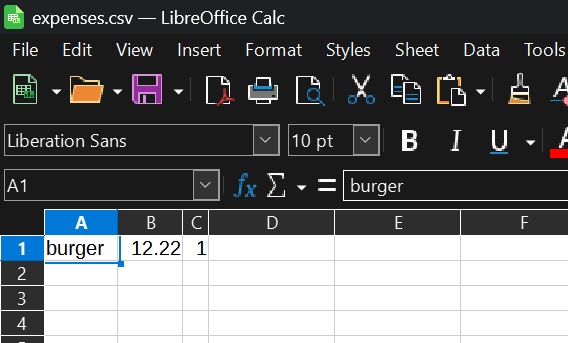 expenses.csv — LibreOffice Calc
File Edit View Insert Format Styles Sheet Data Tools
Liberation Sans 10 pt B I U A
A1 fx Σ = burger
A B C D E F
1 burger 12.22 1
2
3
4